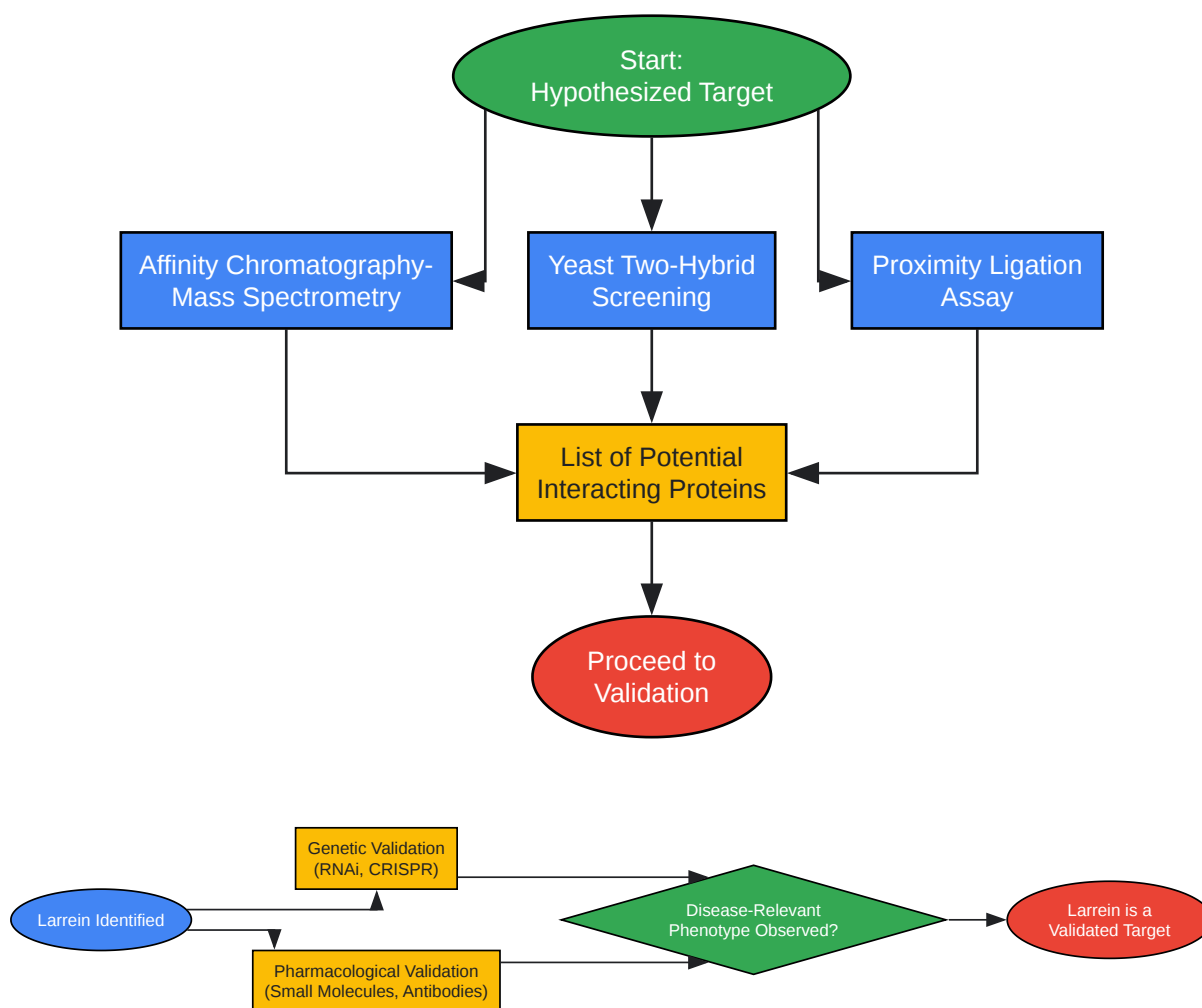 Start:
Hypothesized Target
Affinity Chromatography-
Mass Spectrometry
Yeast Two-Hybrid
Screening
Proximity Ligation
Assay
List of Potential
Interacting Proteins
Proceed to
Validation
Genetic Validation
(RNAi, CRISPR)
Larrein Identified
Disease-Relevant
Phenotype Observed?
Larrein is a
Validated Target
Pharmacological Validation
(Small Molecules, Antibodies)